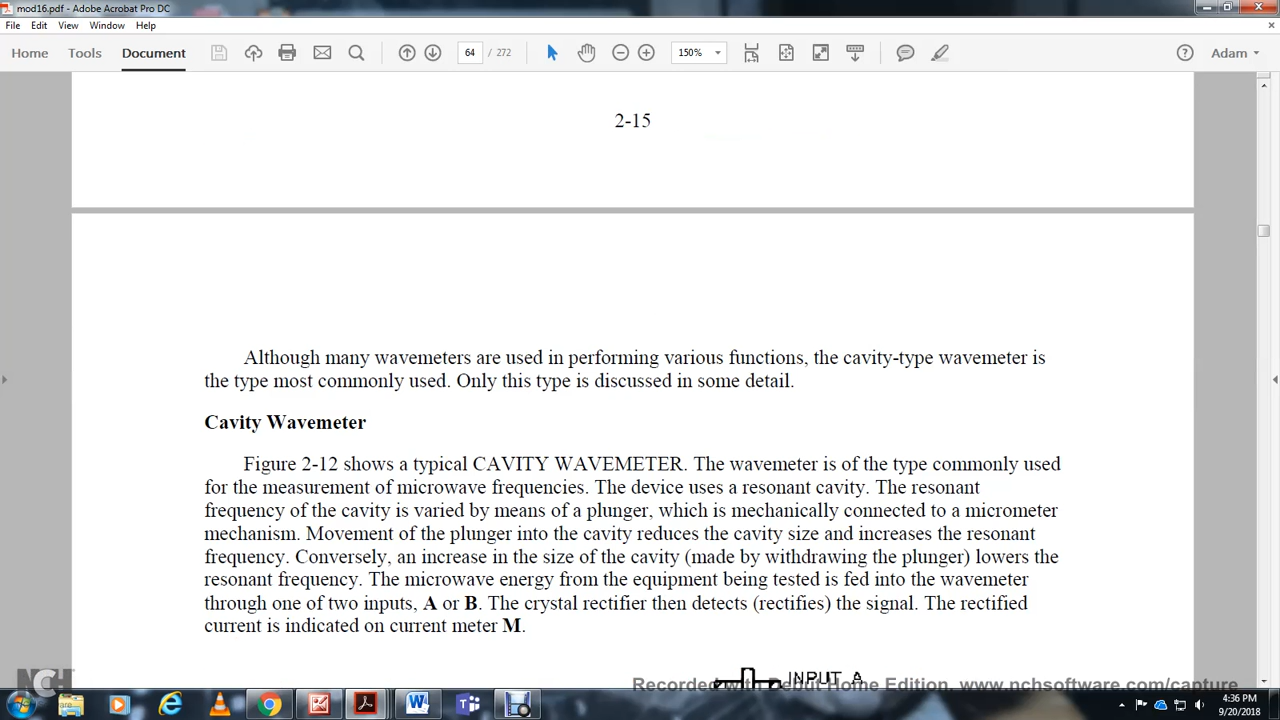 mod16.pdf - Adobe Acrobat Pro DC
File Edit View Window Help
Home Tools Document 64 / 272 150% Adam
2-15
Although many wavemeters are used in performing various functions, the cavity-type wavemeter is
the type most commonly used. Only this type is discussed in some detail.
Cavity Wavemeter
Figure 2-12 shows a typical CAVITY WAVEMETER. The wavemeter is of the type commonly used
for the measurement of microwave frequencies. The device uses a resonant cavity. The resonant
frequency of the cavity is varied by means of a plunger, which is mechanically connected to a micrometer
mechanism. Movement of the plunger into the cavity reduces the cavity size and increases the resonant
frequency. Conversely, an increase in the size of the cavity (made by withdrawing the plunger) lowers the
resonant frequency. The microwave energy from the equipment being tested is fed into the wavemeter
through one of two inputs, A or B. The crystal rectifier then detects (rectifies) the signal. The rectified
current is indicated on current meter M.
INPUT A
NCH
Recorded with Debut Home Edition. www.nchsoftware.com/capture
4:36 PM
9/20/2018